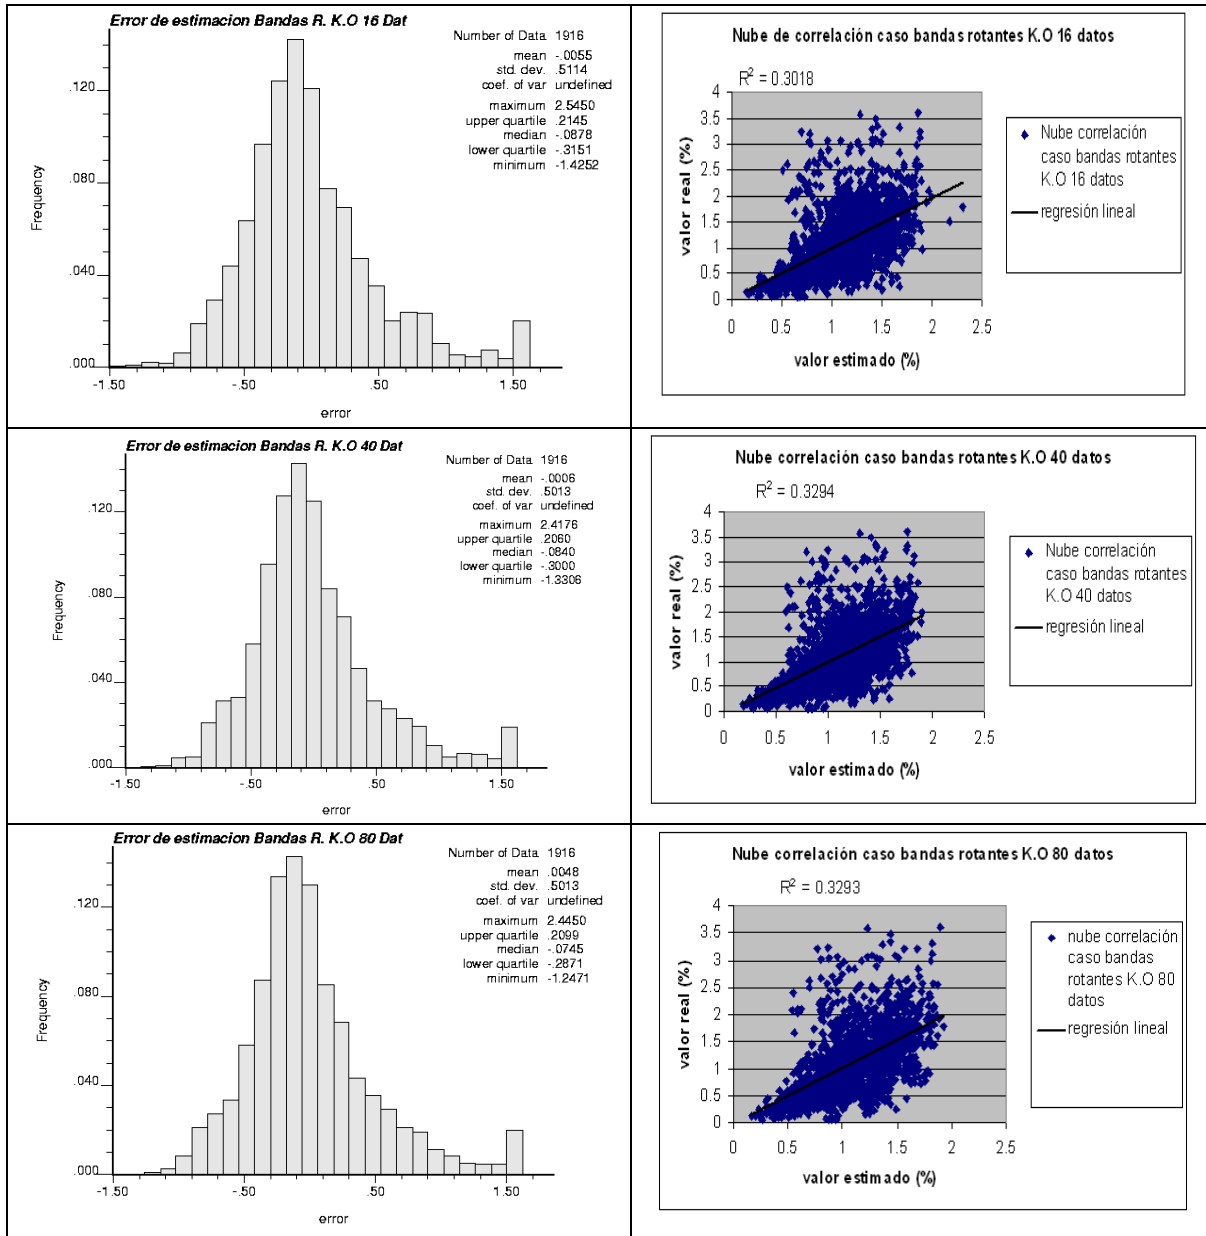 Error de estimacion Bandas R. K.O 16 Dat
Number of Data 1916
mean -.0055
std. dev. .5114
coef. of var undefined
maximum 2.5450
upper quartile .2145
median -.0878
lower quartile -.3151
minimum -1.4252
Frequency
.120
.080
.040
.000
-1.50
-.50
.50
1.50
error
Nube de correlación caso bandas rotantes K.O 16 datos
R² = 0.3018
valor real (%)
4
3.5
3
2.5
2
1.5
1
0.5
0
0
0.5
1
1.5
2
2.5
valor estimado (%)
Nube correlación
caso bandas rotantes
K.O 16 datos
regresión lineal
Error de estimacion Bandas R. K.O 40 Dat
Number of Data 1916
mean -.0006
std. dev. .5013
coef. of var undefined
maximum 2.4176
upper quartile .2060
median -.0840
lower quartile -.3000
minimum -1.3306
Frequency
.120
.080
.040
.000
-1.50
-.50
.50
1.50
error
Nube correlación caso bandas rotantes K.O 40 datos
R² = 0.3294
valor real (%)
4
3.5
3
2.5
2
1.5
1
0.5
0
0
0.5
1
1.5
2
2.5
valor estimado (%)
Nube correlación
caso bandas rotantes
K.O 40 datos
regresión lineal
Error de estimacion Bandas R. K.O 80 Dat
Number of Data 1916
mean .0048
std. dev. .5013
coef. of var undefined
maximum 2.4450
upper quartile .2099
median -.0745
lower quartile -.2871
minimum -1.2471
Frequency
.120
.080
.040
.000
-1.50
-.50
.50
1.50
error
Nube correlación caso bandas rotantes K.O 80 datos
R² = 0.3293
valor real (%)
4
3.5
3
2.5
2
1.5
1
0.5
0
0
0.5
1
1.5
2
2.5
valor estimado (%)
nube correlación
caso bandas
rotantes K.O 80
datos
regresión lineal